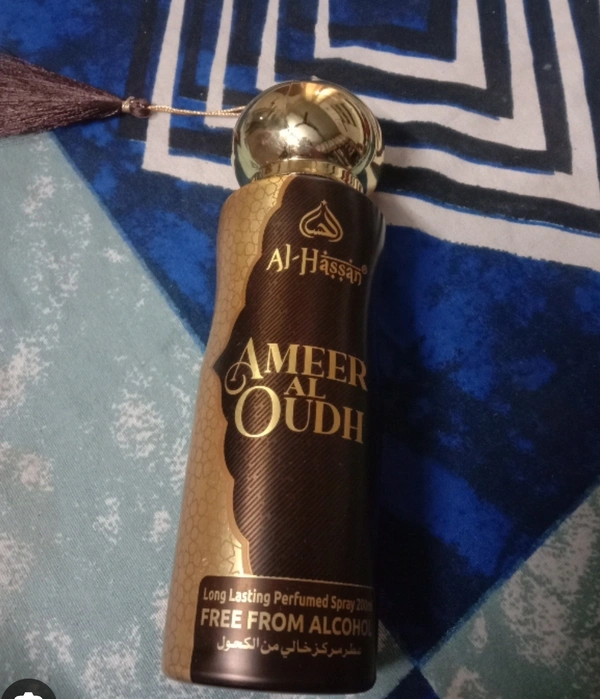 Al-Hassan®
AMEER
AL
OUDH
Long Lasting Perfumed Spray 200ml
FREE FROM ALCOHOL
عطر مركز خالي من الكحول